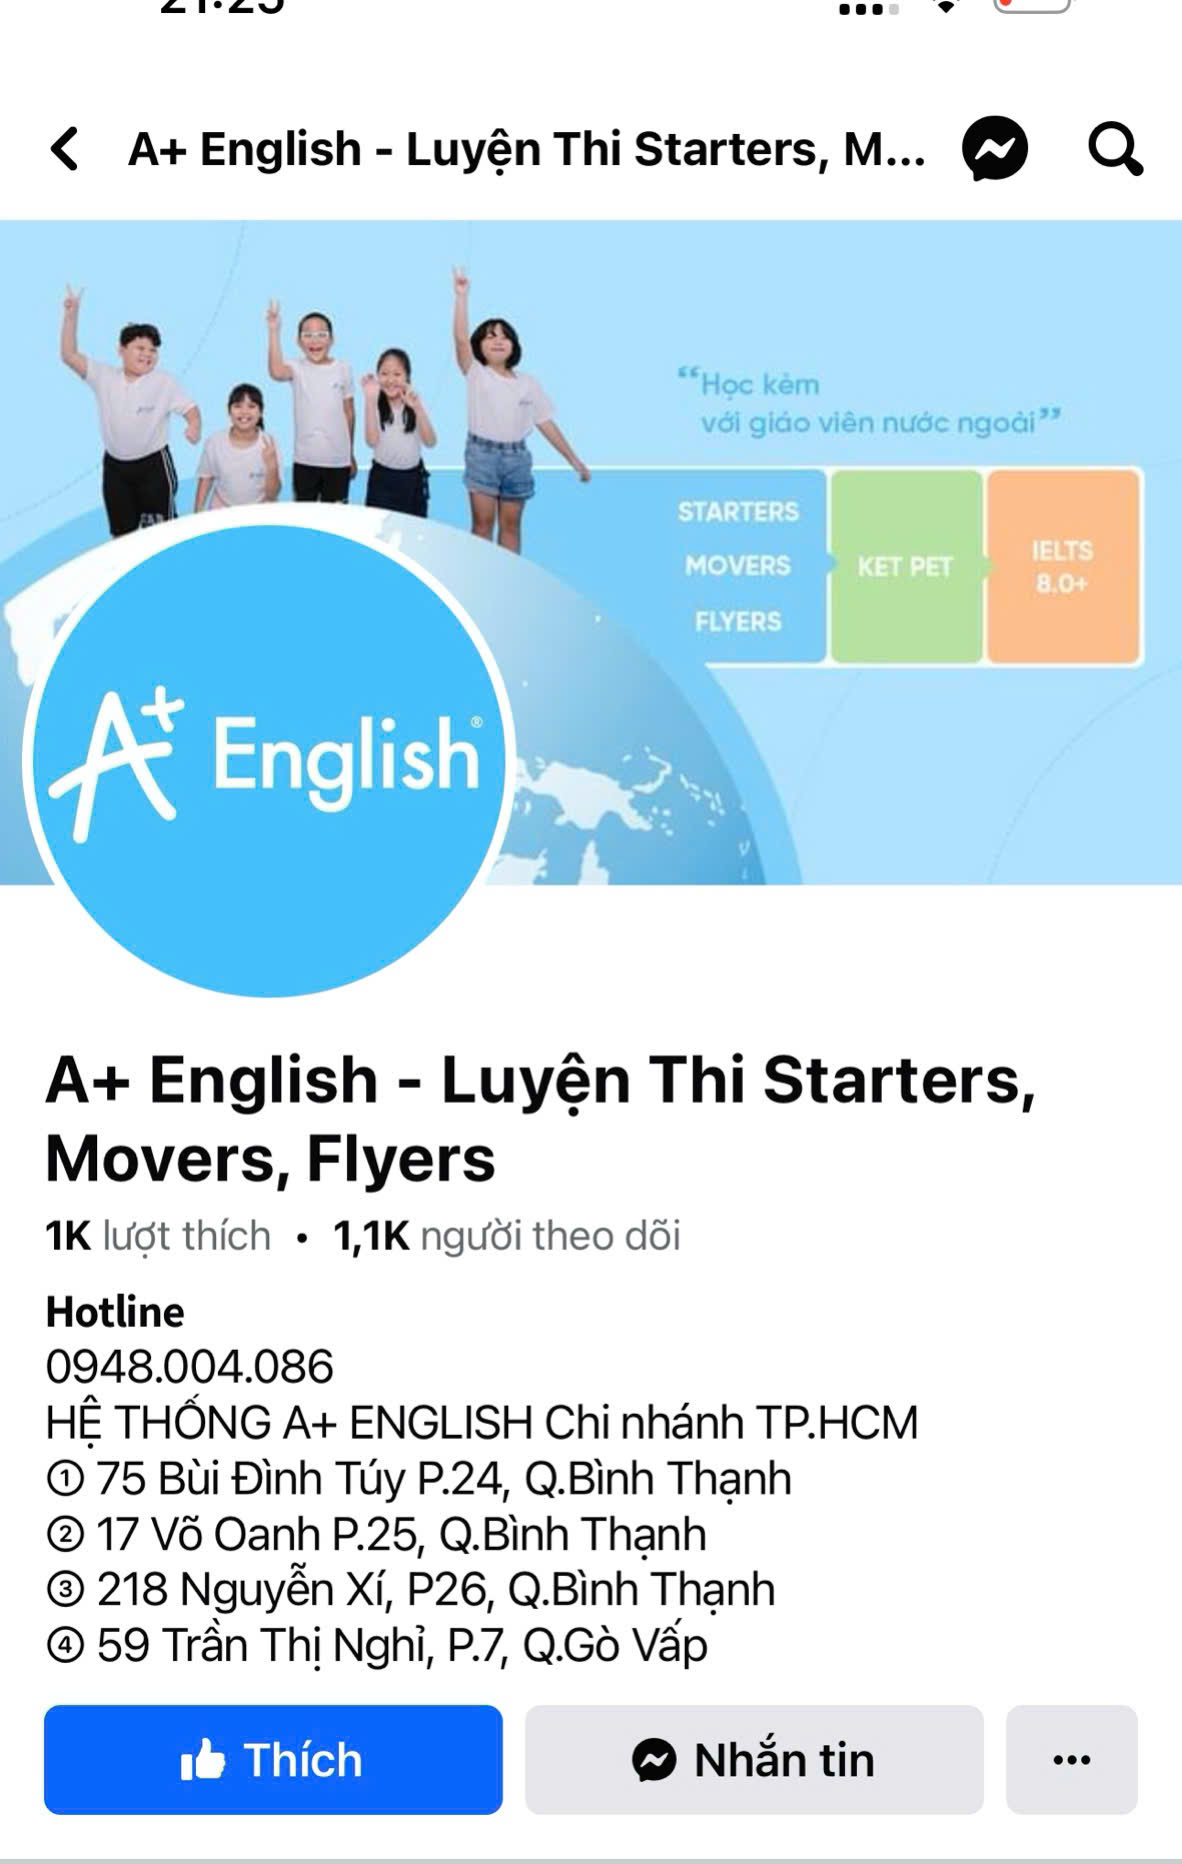 A+ English - Luyện Thi Starters, M...
“Học kèm
với giáo viên nước ngoài”
STARTERS
MOVERS
FLYERS
KET PET
IELTS
8.0+
A+ English®
A+ English - Luyện Thi Starters,
Movers, Flyers
1K lượt thích • 1,1K người theo dõi
Hotline
0948.004.086
HỆ THỐNG A+ ENGLISH Chi nhánh TP.HCM
① 75 Bùi Đình Túy P.24, Q.Bình Thạnh
② 17 Võ Oanh P.25, Q.Bình Thạnh
③ 218 Nguyễn Xí, P26, Q.Bình Thạnh
④ 59 Trần Thị Nghỉ, P.7, Q.Gò Vấp
Thích
Nhắn tin